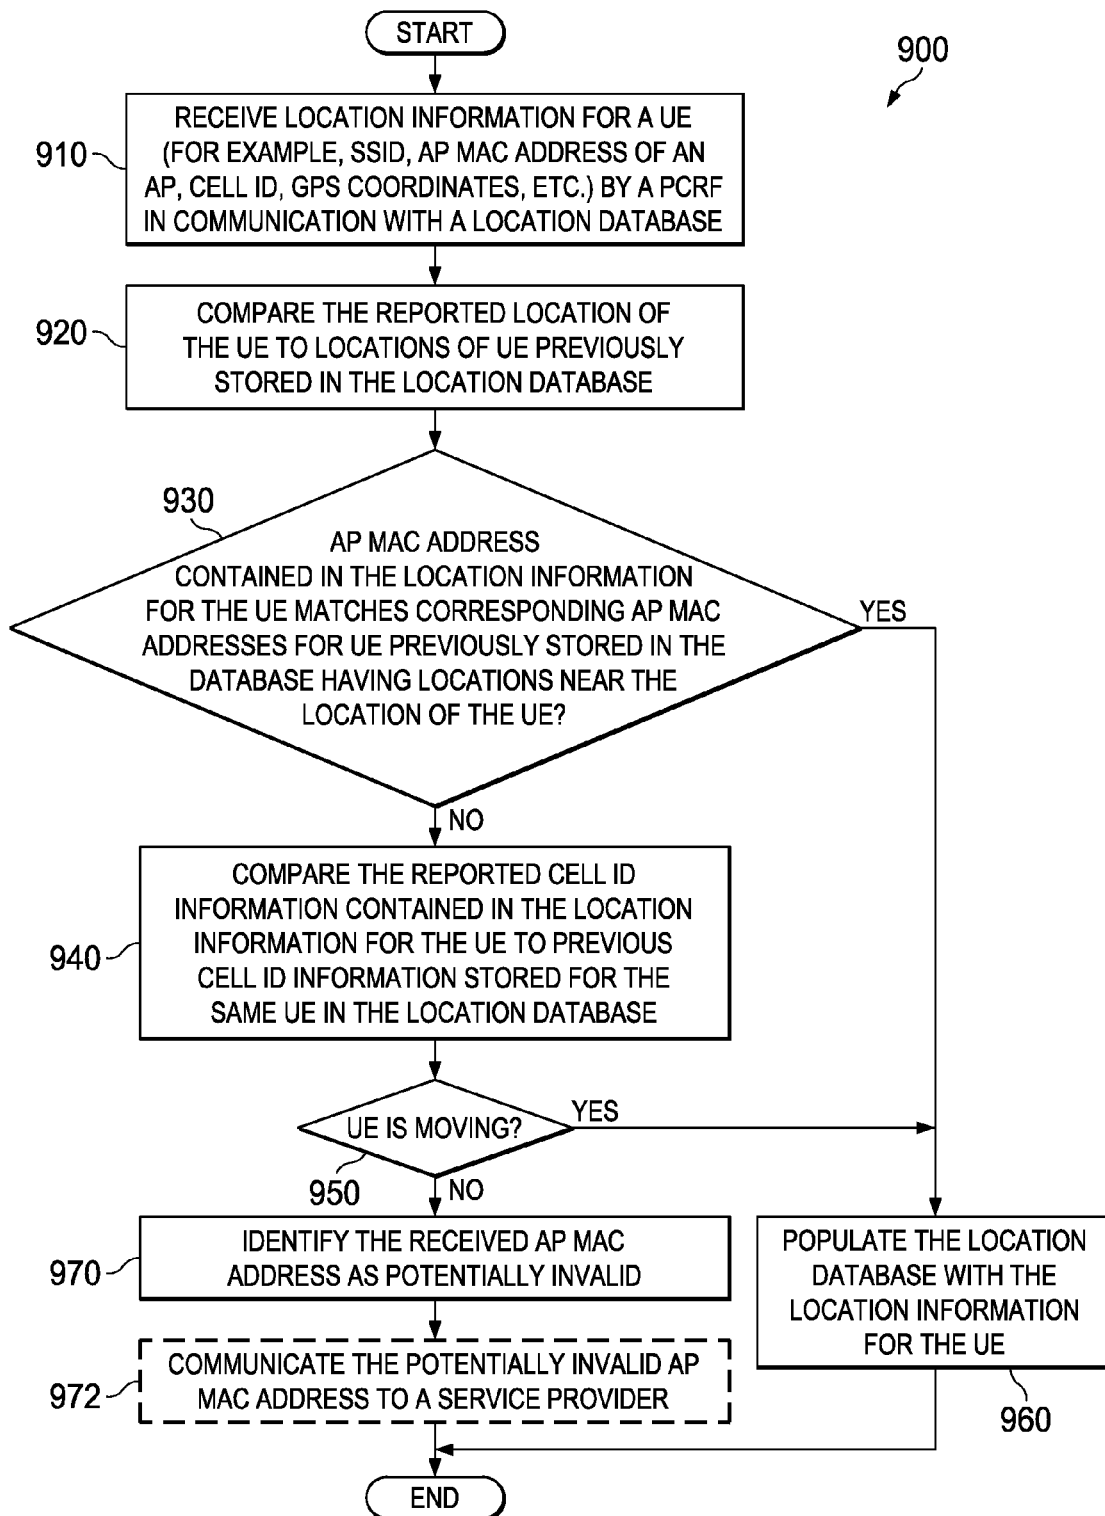 START
900
910
RECEIVE LOCATION INFORMATION FOR A UE
(FOR EXAMPLE, SSID, AP MAC ADDRESS OF AN
AP, CELL ID, GPS COORDINATES, ETC.) BY A PCRF
IN COMMUNICATION WITH A LOCATION DATABASE
920
COMPARE THE REPORTED LOCATION OF
THE UE TO LOCATIONS OF UE PREVIOUSLY
STORED IN THE LOCATION DATABASE
930
AP MAC ADDRESS
CONTAINED IN THE LOCATION INFORMATION
FOR THE UE MATCHES CORRESPONDING AP MAC
ADDRESSES FOR UE PREVIOUSLY STORED IN THE
DATABASE HAVING LOCATIONS NEAR THE
LOCATION OF THE UE?
YES
NO
940
COMPARE THE REPORTED CELL ID
INFORMATION CONTAINED IN THE LOCATION
INFORMATION FOR THE UE TO PREVIOUS
CELL ID INFORMATION STORED FOR THE
SAME UE IN THE LOCATION DATABASE
UE IS MOVING?
YES
950
NO
970
IDENTIFY THE RECEIVED AP MAC
ADDRESS AS POTENTIALLY INVALID
POPULATE THE LOCATION
DATABASE WITH THE
LOCATION INFORMATION
FOR THE UE
960
972
COMMUNICATE THE POTENTIALLY INVALID AP
MAC ADDRESS TO A SERVICE PROVIDER
END